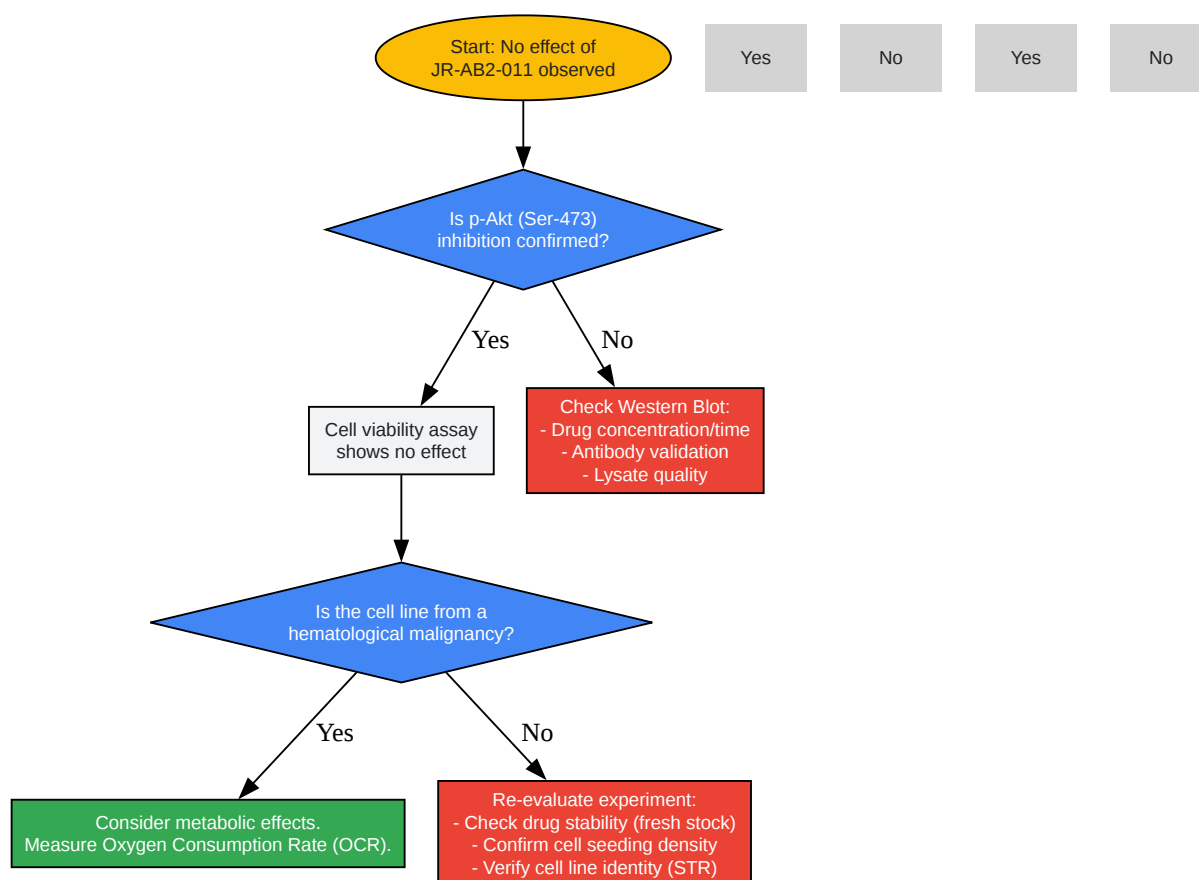 Start: No effect of
JR-AB2-011 observed
Yes
No
Yes
No
Is p-Akt (Ser-473)
inhibition confirmed?
Yes
No
Cell viability assay
shows no effect
Check Western Blot:
- Drug concentration/time
- Antibody validation
- Lysate quality
Is the cell line from a
hematological malignancy?
Yes
No
Consider metabolic effects.
Measure Oxygen Consumption Rate (OCR).
Re-evaluate experiment:
- Check drug stability (fresh stock)
- Confirm cell seeding density
- Verify cell line identity (STR)